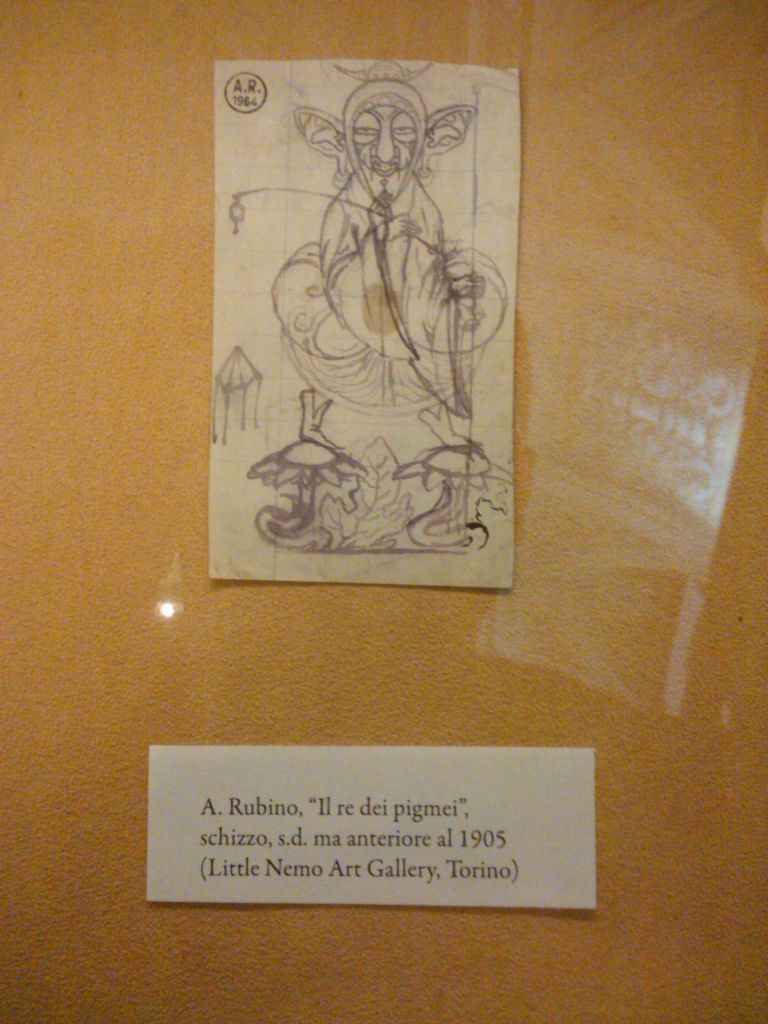 A.R.
1964
A. Rubino, “Il re dei pigmei”,
schizzo, s.d. ma anteriore al 1905
(Little Nemo Art Gallery, Torino)